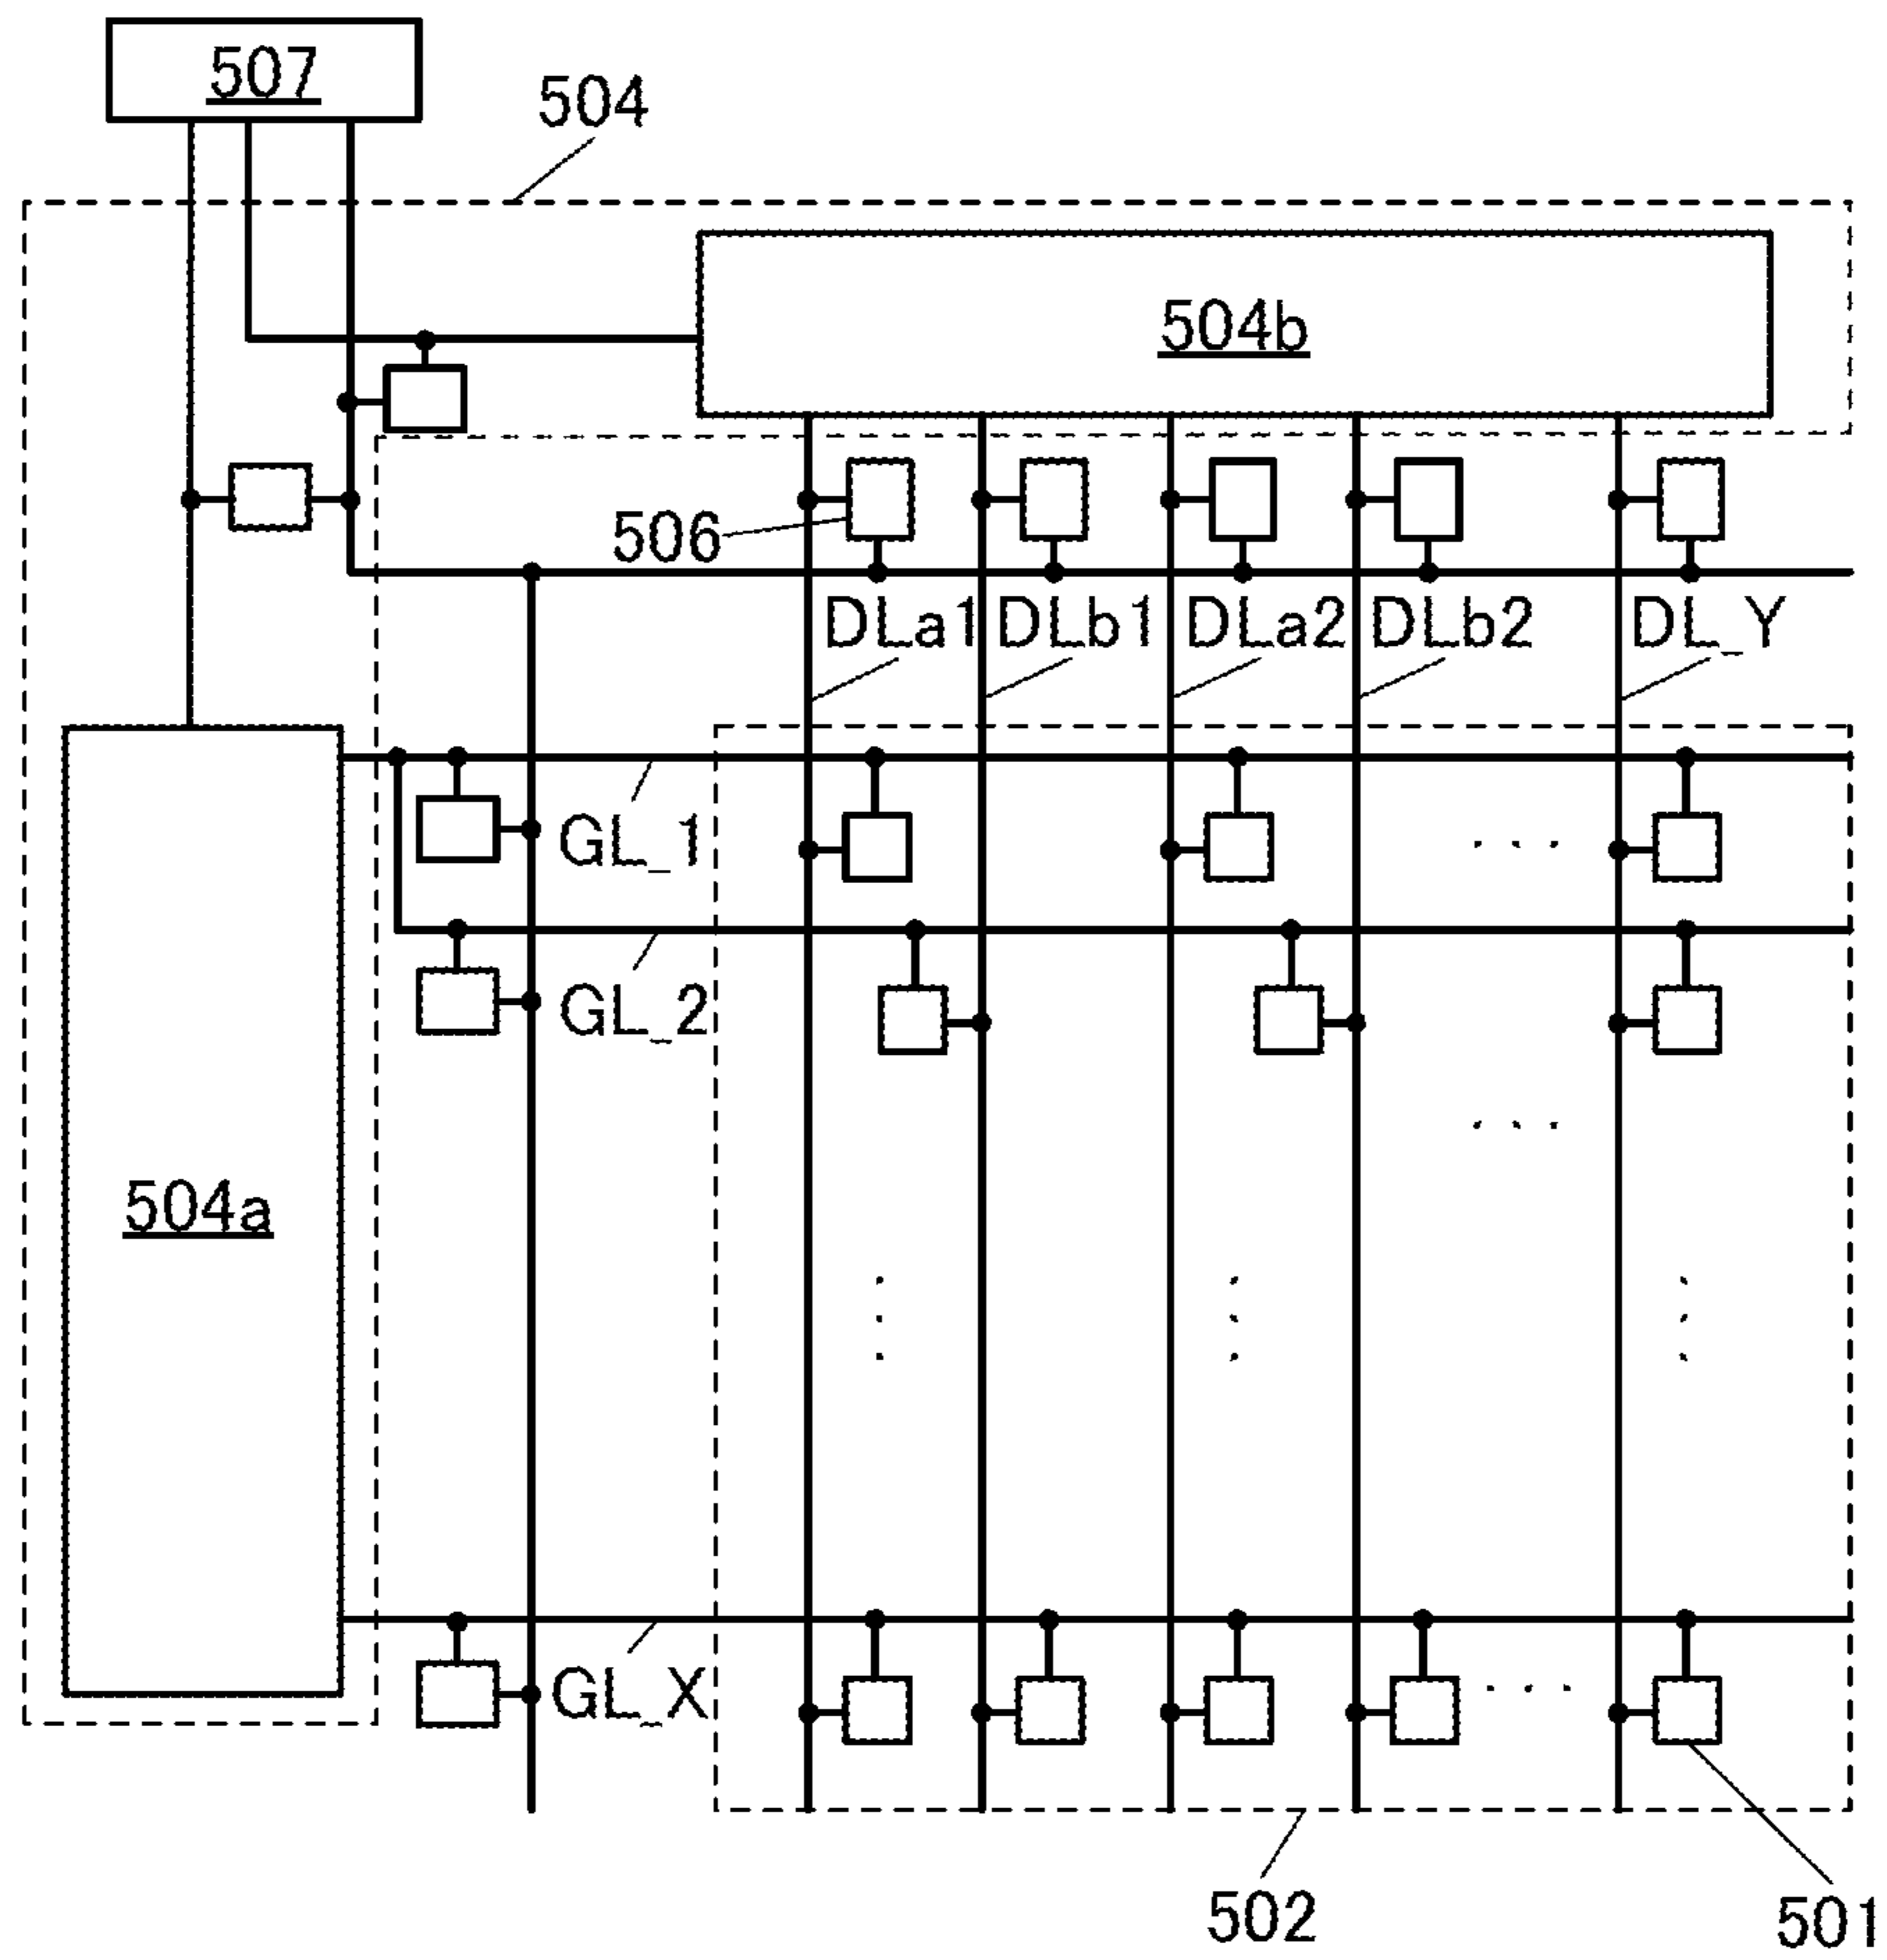 507
504
504b
506
DLa1 DLb1 DLa2 DLb2 DL_Y
GL_1
GL_2
504a
GL_X
502
501